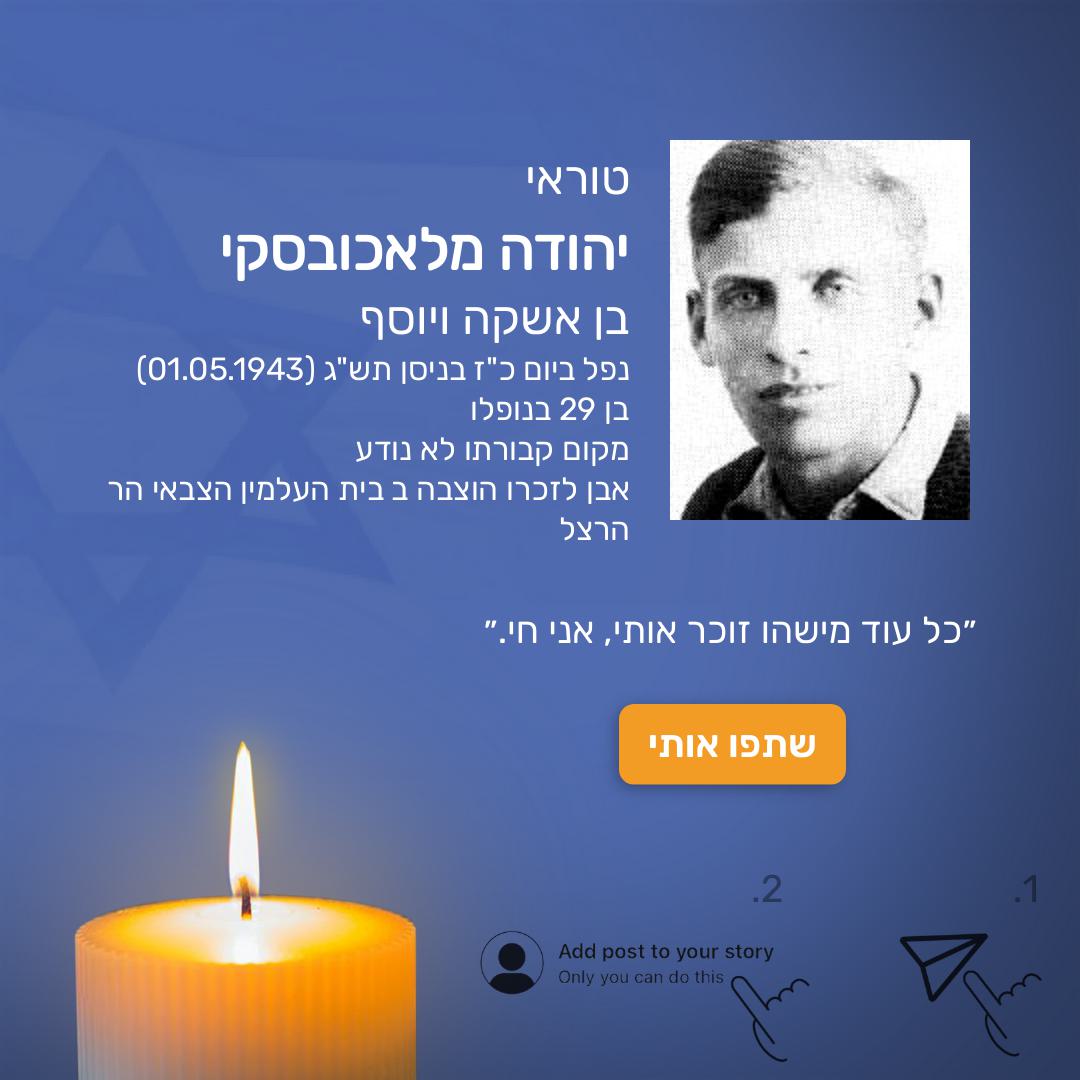 טוראי
יהודה מלאכובסקי
בן אשקה ויוסף
נפל ביום כ"ז בניסן תש"ג (01.05.1943)
בן 29 בנופלו
מקום קבורתו לא נודע
אבן לזכרו הוצבה ב בית העלמין הצבאי הר
הרצל
״כל עוד מישהו זוכר אותי, אני חי.״
שתפו אותי
.1
.2
Add post to your story
Only you can do this